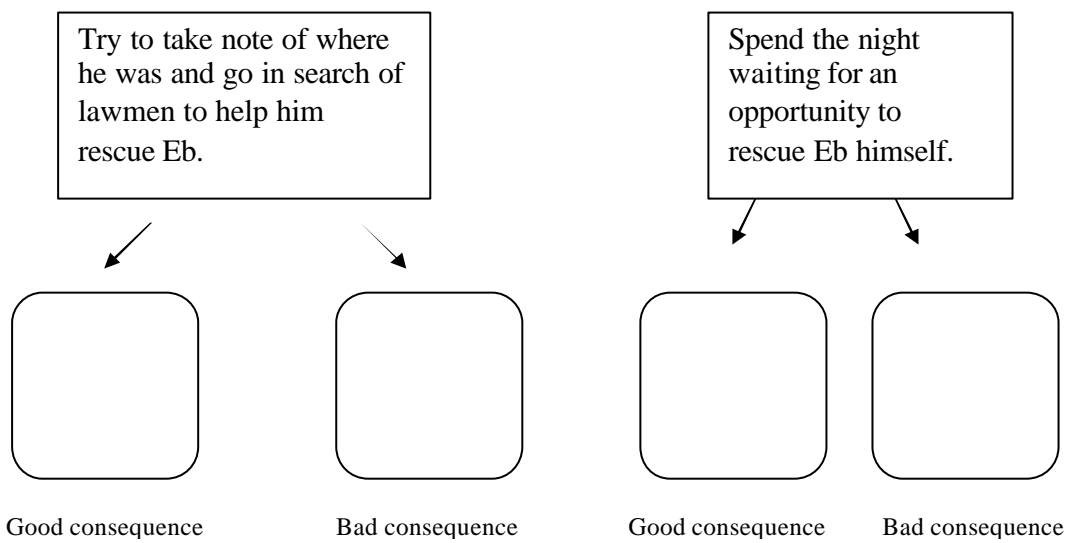 Try to take note of where
he was and go in search of
lawmen to help him
rescue Eb.
Spend the night
waiting for an
opportunity to
rescue Eb himself.
Good consequence
Bad consequence
Good consequence
Bad consequence